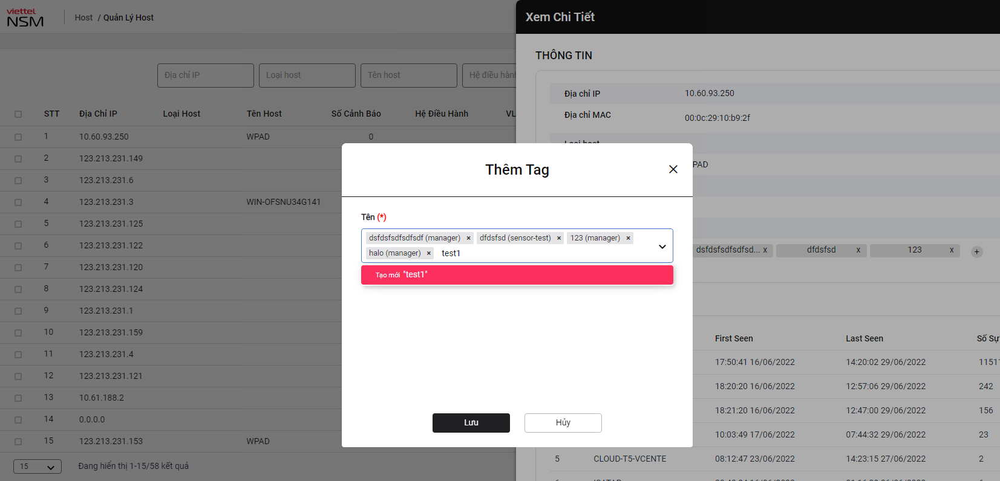 viettel
NSM
Host / Quản Lý Host
Địa chỉ IP
Loại host
Tên host
Hệ điều hành
STT Địa Chỉ IP Loại Host Tên Host Số Cảnh Báo Hệ Điều Hành VL
1 10.60.93.250 WPAD 0
2 123.213.231.149
3 123.213.231.6
4 123.213.231.3 WIN-OFSNU34G141
5 123.213.231.125
6 123.213.231.122
7 123.213.231.120
8 123.213.231.124
9 123.213.231.1
10 123.213.231.159
11 123.213.231.4
12 123.213.231.121
13 10.61.188.2
14 0.0.0.0
15 123.213.231.153 WPAD
15 Đang hiển thị 1-15/58 kết quả
Xem Chi Tiết
THÔNG TIN
Địa chỉ IP 10.60.93.250
Địa chỉ MAC 00:0c:29:10:b9:2f
Loại host
PAD
dsfdsfsdfsdfsd... x dfdsfsd x 123 x +
First Seen Last Seen Số Sự
17:50:41 16/06/2022 14:20:02 29/06/2022 11511
18:20:20 16/06/2022 12:57:06 29/06/2022 242
18:21:20 16/06/2022 12:47:00 29/06/2022 156
10:03:49 17/06/2022 07:44:32 29/06/2022 23
5 CLOUD-T5-VCENTE 08:12:47 23/06/2022 14:23:15 27/06/2022 2
Thêm Tag
Tên (*)
dsfdsfsdfsdfsdf (manager) × dfdsfsd (sensor-test) × 123 (manager) ×
halo (manager) × test1
Tạo mới "test1"
Lưu Hủy